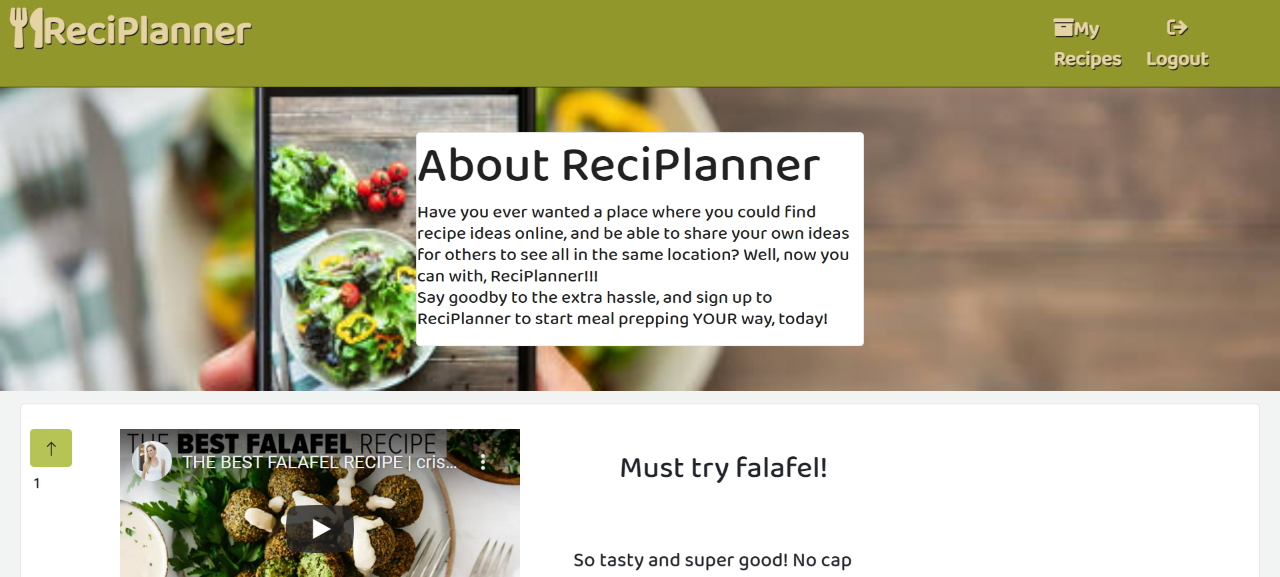 ReciPlanner
My
Recipes
Logout
About ReciPlanner
Have you ever wanted a place where you could find
recipe ideas online, and be able to share your own ideas
for others to see all in the same location? Well, now you
can with, ReciPlanner!!!
Say goodby to the extra hassle, and sign up to
ReciPlanner to start meal prepping YOUR way, today!
1
THE BEST FALAFEL RECIPE
THE BEST FALAFEL RECIPE | cris...
Must try falafel!
So tasty and super good! No cap